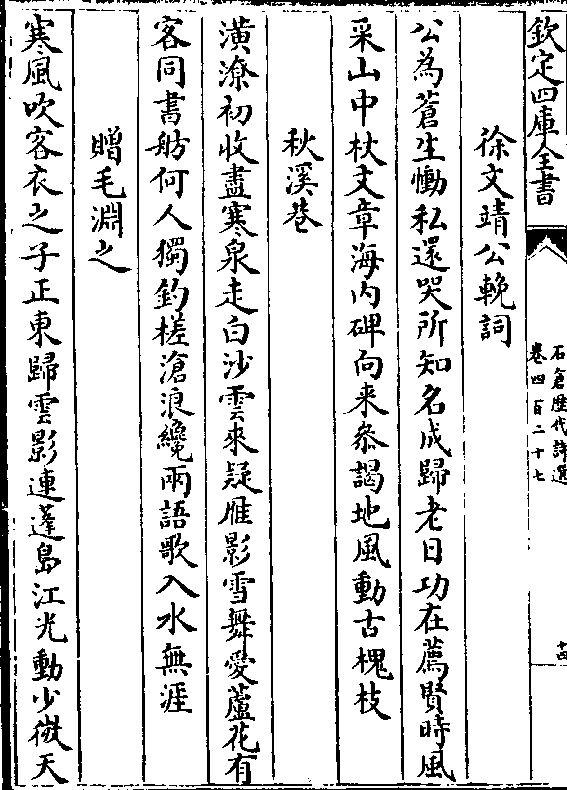 欽定四庫全書
石倉歷代詩選
卷四百二十七
十四
徐文靖公輓詞
公為蒼生慟私還哭所知名成歸老日功在薦賢時風
采山中杖文章海内碑向来叅謁地風動古槐枝
秋溪巷
潢潦初收盡寒泉走白沙雲來疑雁影雪舞愛蘆花有
客同書舫何人獨釣槎滄浪纔兩語歌入水無涯
贈毛淵之
寒風吹客衣之子正東歸雲影連蓬島江光動少微天